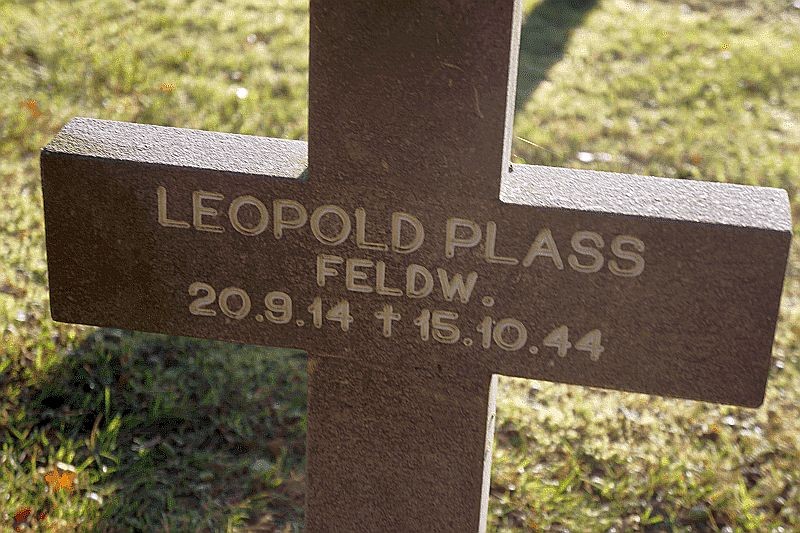 LEOPOLD PLASS
FELDW.
20.9.14 ✝ 15.10.44